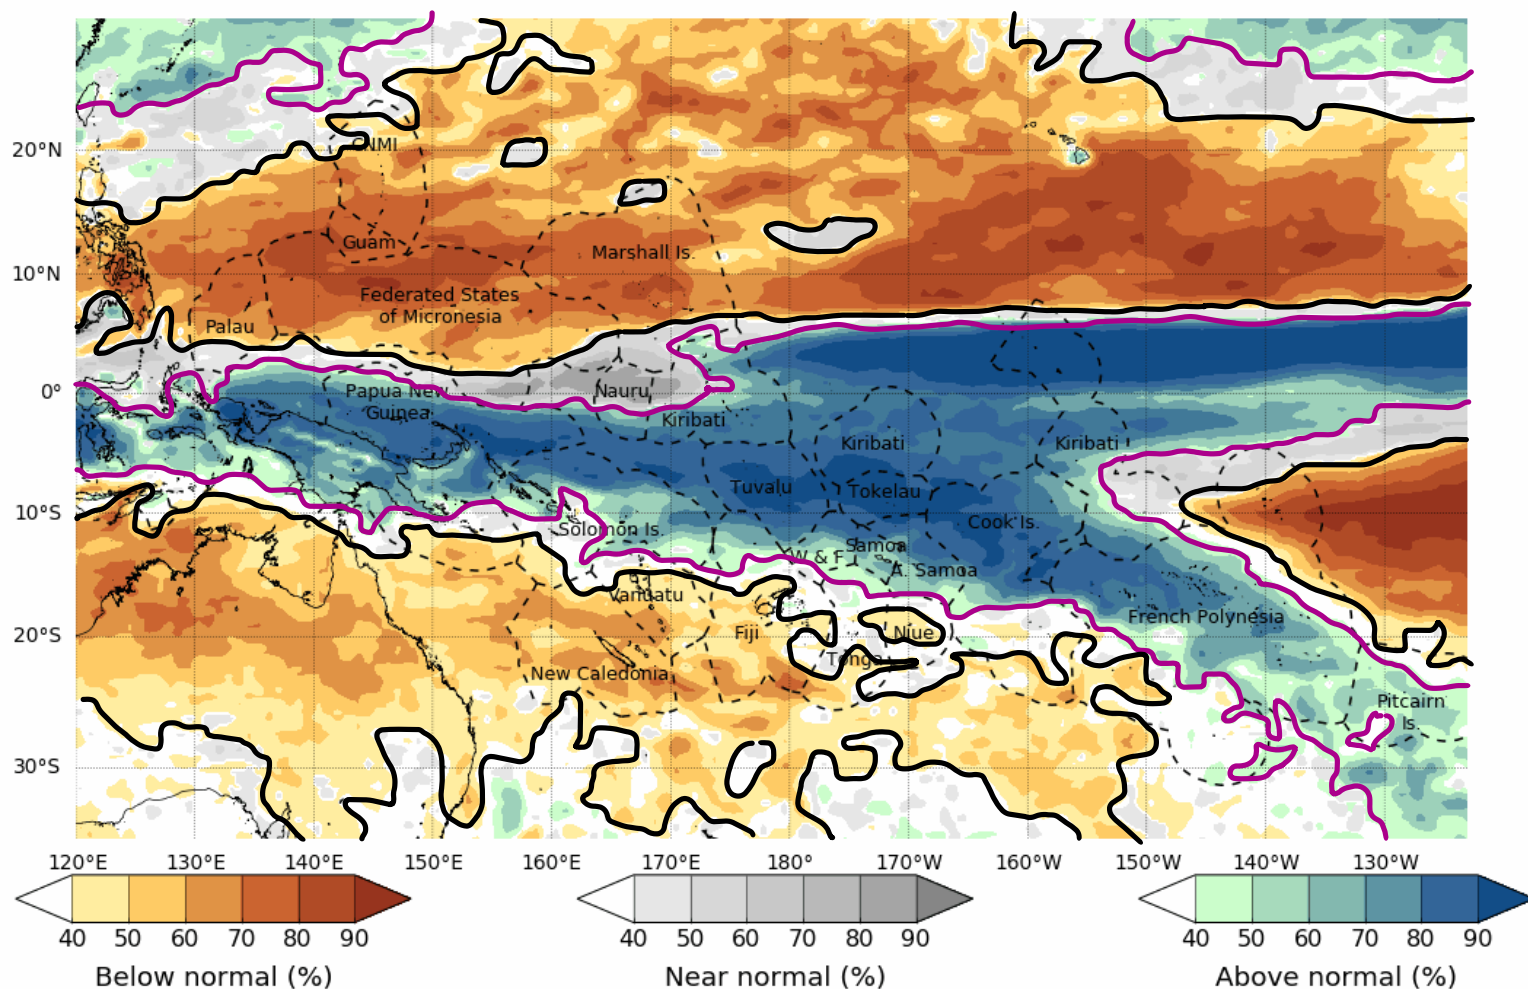 20°N
10°N
0°
10°S
20°S
30°S
CNMI
Guam
Marshall Is.
Federated States
of Micronesia
Palau
Nauru
Papua New
Guinea
Kiribati
Kiribati
Kiribati
Tuvalu
Tokelau
Cook Is.
Solomon Is.
Samoa
W & F
A. Samoa
Vanuatu
French Polynesia
Fiji
Niue
Tonga
New Caledonia
Pitcairn
Is.
120°E 130°E 140°E 150°E 160°E 170°E 180° 170°W 160°W 150°W 140°W 130°W
40 50 60 70 80 90
Below normal (%)
40 50 60 70 80 90
Near normal (%)
40 50 60 70 80 90
Above normal (%)